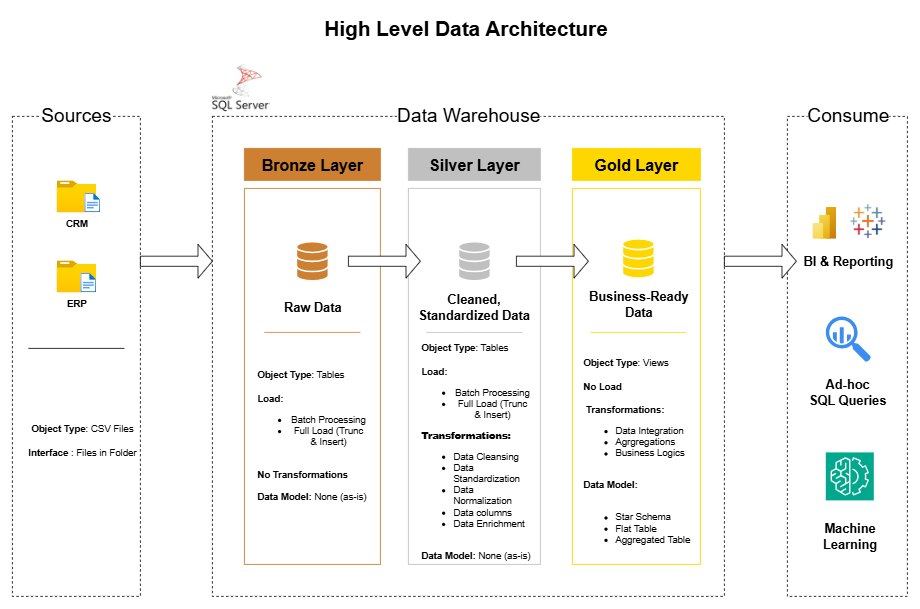 High Level Data Architecture
Sources
CRM
ERP
Object Type: CSV Files
Interface : Files in Folder
Microsoft
SQL Server
Data Warehouse
Bronze Layer
Raw Data
Object Type: Tables
Load:
Batch Processing
Full Load (Trunc
& Insert)
No Transformations
Data Model: None (as-is)
Silver Layer
Cleaned,
Standardized Data
Object Type: Tables
Load:
Batch Processing
Full Load (Trunc
& Insert)
Transformations:
Data Cleansing
Data
Standardization
Data
Normalization
Data columns
Data Enrichment
Data Model: None (as-is)
Gold Layer
Business-Ready
Data
Object Type: Views
No Load
Transformations:
Data Integration
Agrgregations
Business Logics
Data Model:
Star Schema
Flat Table
Aggregated Table
Consume
BI & Reporting
Ad-hoc
SQL Queries
Machine
Learning